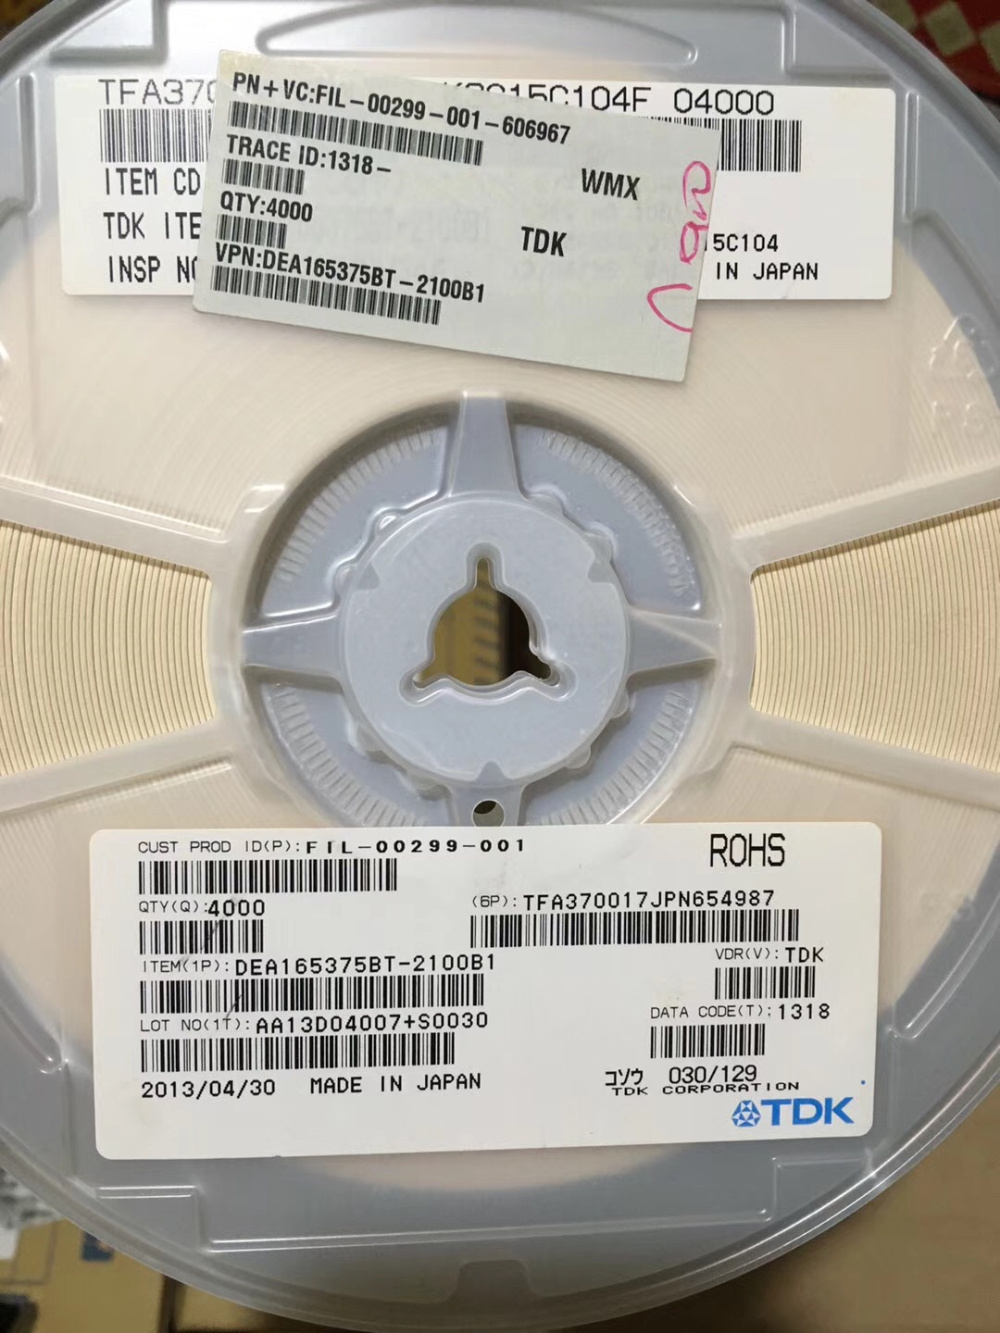 TFA370
15C104F 04000
ITEM CD
TDK ITE
5C104
INSP NO
IN JAPAN
PN+VC:FIL-00299-001-606967
TRACE ID:1318-
WMX
QTY:4000
TDK
VPN:DEA165375BT-2100B1
CUST PROD ID(P):FIL-00299-001
ROHS
QTY(Q):4000
(6P):TFA370017JPN654987
ITEM(1P):DEA165375BT-2100B1
VDR(V):TDK
LOT NO(1T):AA13D04007+S0030
DATA CODE(T):1318
2013/04/30 MADE IN JAPAN
コソウ 030/129
TDK CORPORATION
TDK